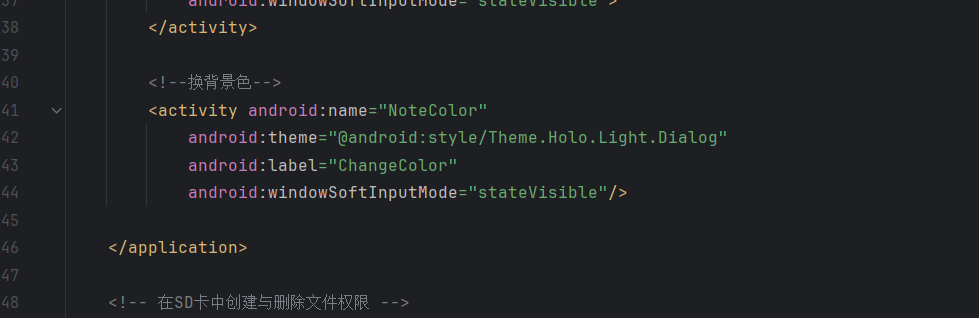 37 android:windowSoftInputMode="stateVisible">
38 </activity>
39
40 <!--换背景色-->
41 <activity android:name="NoteColor"
42 android:theme="@android:style/Theme.Holo.Light.Dialog"
43 android:label="ChangeColor"
44 android:windowSoftInputMode="stateVisible"/>
45
46 </application>
47
48 <!-- 在SD卡中创建与删除文件权限 -->